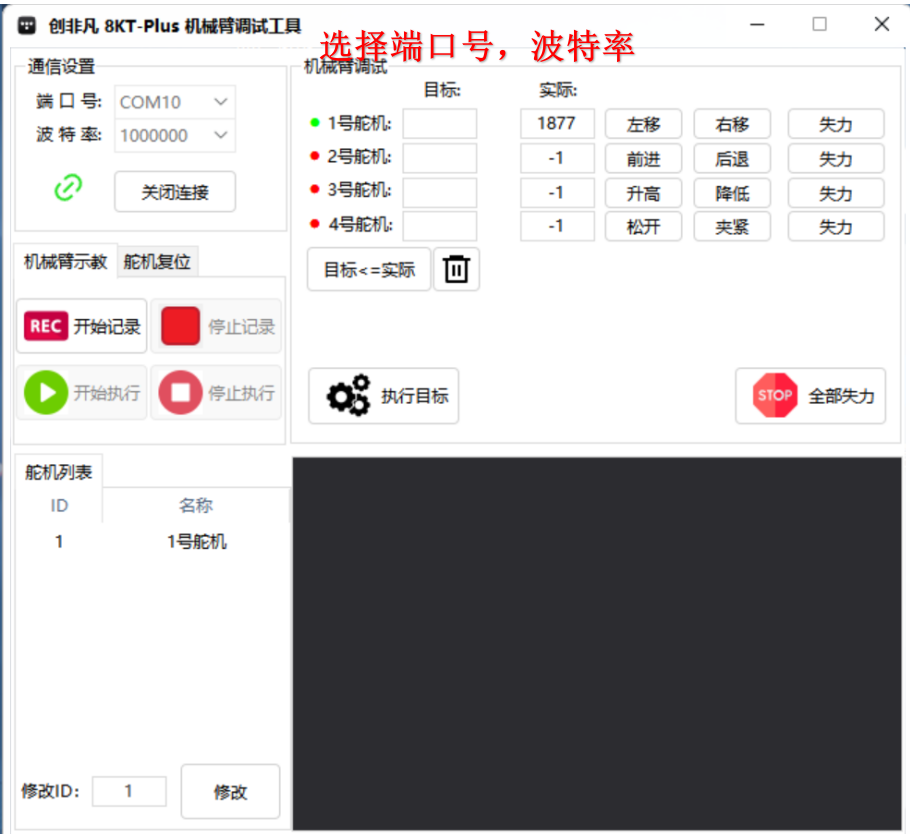 创非凡 8KT-Plus 机械臂调试工具
选择端口号，波特率
通信设置
端 口 号: COM10
波 特 率: 1000000
关闭连接
机械臂调试
目标: 实际:
1号舵机: 1877 左移 右移 失力
2号舵机: -1 前进 后退 失力
3号舵机: -1 升高 降低 失力
4号舵机: -1 松开 夹紧 失力
目标<=实际
执行目标
STOP 全部失力
机械臂示教 舵机复位
REC 开始记录 停止记录
开始执行 停止执行
舵机列表
ID 名称
1 1号舵机
修改ID: 1 修改